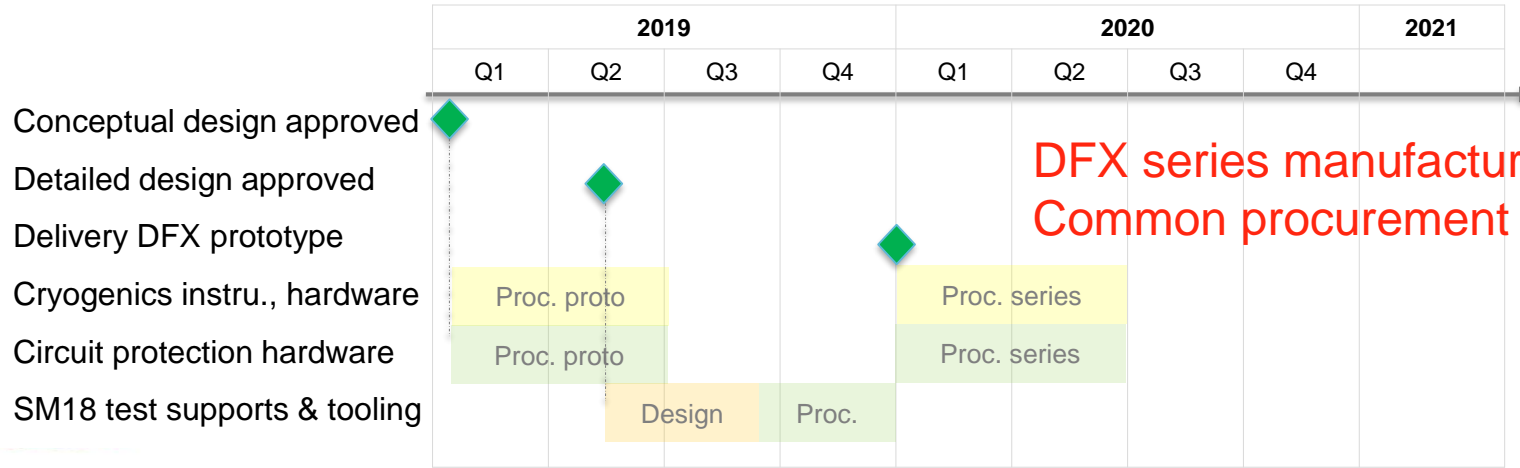 2019 2020 2021
Q1 Q2 Q3 Q4 Q1 Q2 Q3 Q4
Conceptual design approved
Detailed design approved
DFX series manufactur
Delivery DFX prototype
Common procurement
Cryogenics instru., hardware Proc. proto Proc. series
Circuit protection hardware Proc. proto Proc. series
SM18 test supports & tooling Design Proc.